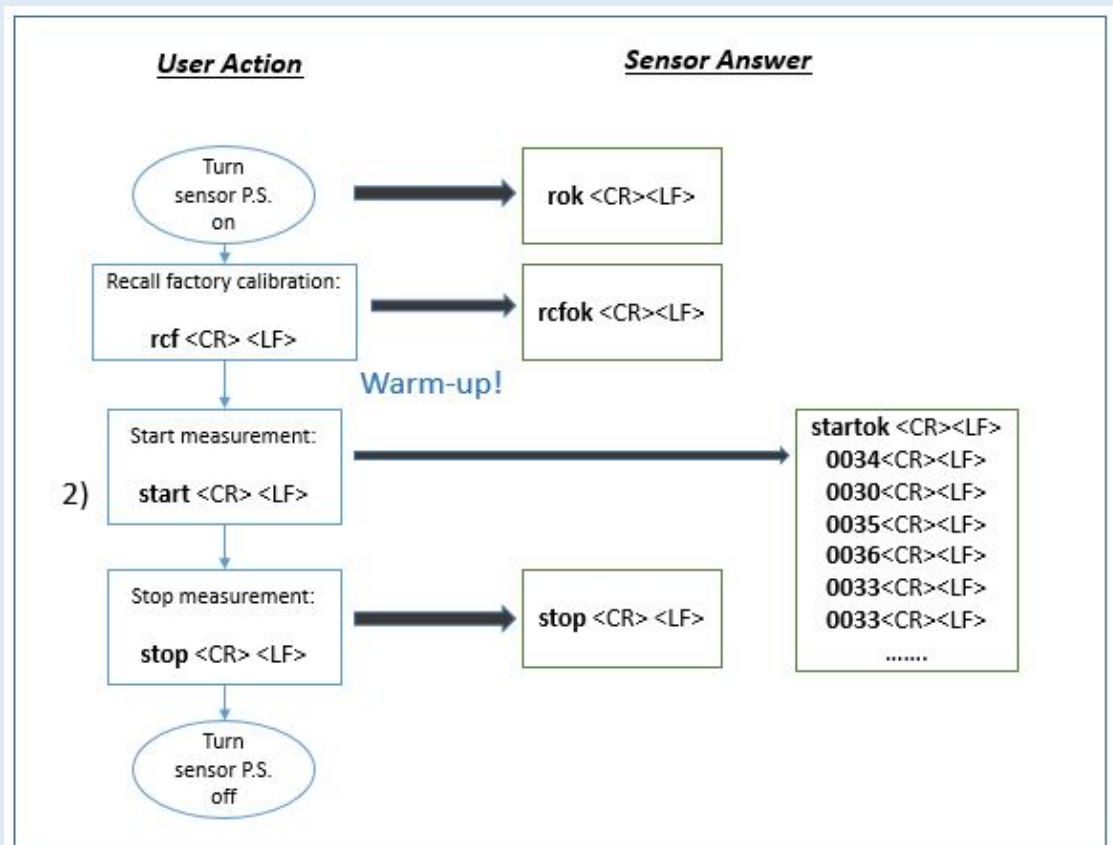 User Action
Sensor Answer
Turn
sensor P.S.
on
rok <CR><LF>
Recall factory calibration:
rcf <CR> <LF>
rcfok <CR><LF>
Warm-up!
2)
Start measurement:
start <CR> <LF>
startok <CR><LF>
0034<CR><LF>
0030<CR><LF>
0035<CR><LF>
0036<CR><LF>
0033<CR><LF>
0033<CR><LF>
.......
Stop measurement:
stop <CR> <LF>
stop <CR> <LF>
Turn
sensor P.S.
off